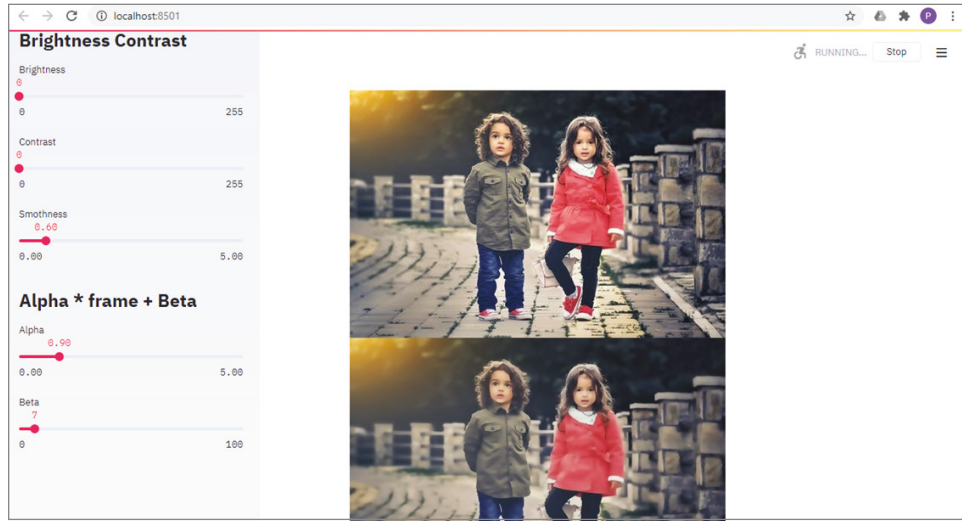 localhost:8501
P
Brightness Contrast
RUNNING...
Stop
Brightness
0
0 255
Contrast
0
0 255
Smothness
0.60
0.00 5.00
Alpha * frame + Beta
Alpha
0.90
0.00 5.00
Beta
7
0 100